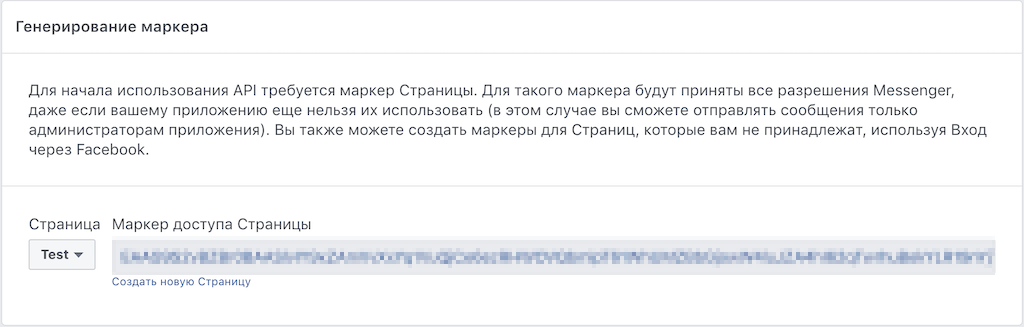 Генерирование маркера
Для начала использования API требуется маркер Страницы. Для такого маркера будут приняты все разрешения Messenger,
даже если вашему приложению еще нельзя их использовать (в этом случае вы сможете отправлять сообщения только
администраторам приложения). Вы также можете создать маркеры для Страниц, которые вам не принадлежат, используя Вход
через Facebook.
Страница Маркер доступа Страницы
Test
Создать новую Страницу